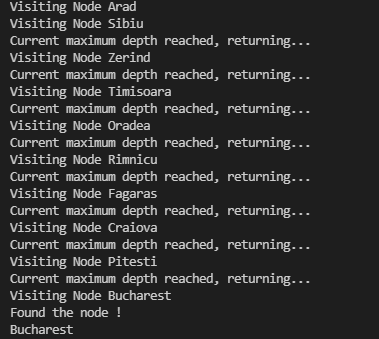 Visiting Node Arad
Visiting Node Sibiu
Current maximum depth reached, returning...
Visiting Node Zerind
Current maximum depth reached, returning...
Visiting Node Timisoara
Current maximum depth reached, returning...
Visiting Node Oradea
Current maximum depth reached, returning...
Visiting Node Rimnicu
Current maximum depth reached, returning...
Visiting Node Fagaras
Current maximum depth reached, returning...
Visiting Node Craiova
Current maximum depth reached, returning...
Visiting Node Pitesti
Current maximum depth reached, returning...
Visiting Node Bucharest
Found the node !
Bucharest